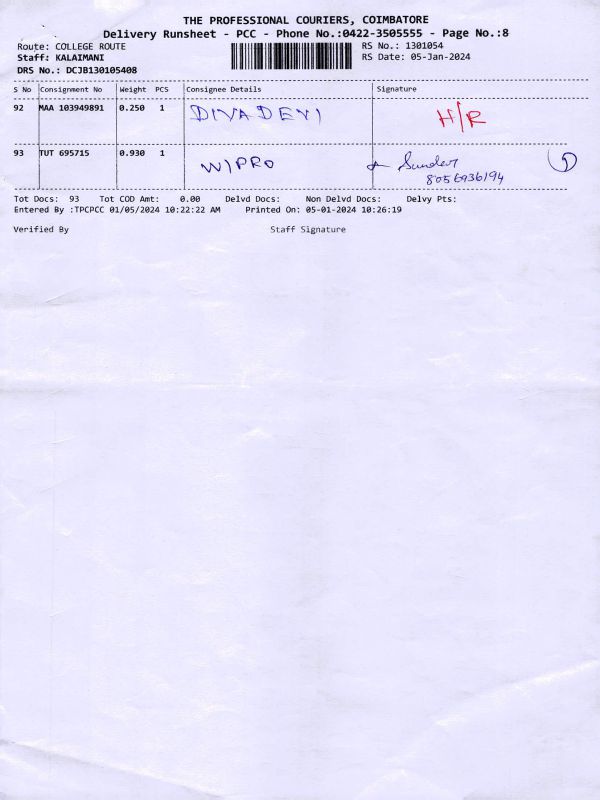 THE PROFESSIONAL COURIERS, COIMBATORE
Delivery Runsheet - PCC - Phone No.:0422-3505555 - Page No.:8
Route: COLLEGE ROUTE
RS No.: 1301054
Staff: KALAIMANI
RS Date: 05-Jan-2024
DRS No.: DCJB130105408
S No Consignment No Weight PCS Consignee Details Signature
92 MAA 103949891 0.250 1 DIVADEVI H/R
93 TUT 695715 0.930 1 WIPRO Sunder
8056936194
Tot Docs: 93 Tot COD Amt: 0.00 Delvd Docs: Non Delvd Docs: Delvy Pts:
Entered By :TPCPCC 01/05/2024 10:22:22 AM Printed On: 05-01-2024 10:26:19
Verified By Staff Signature